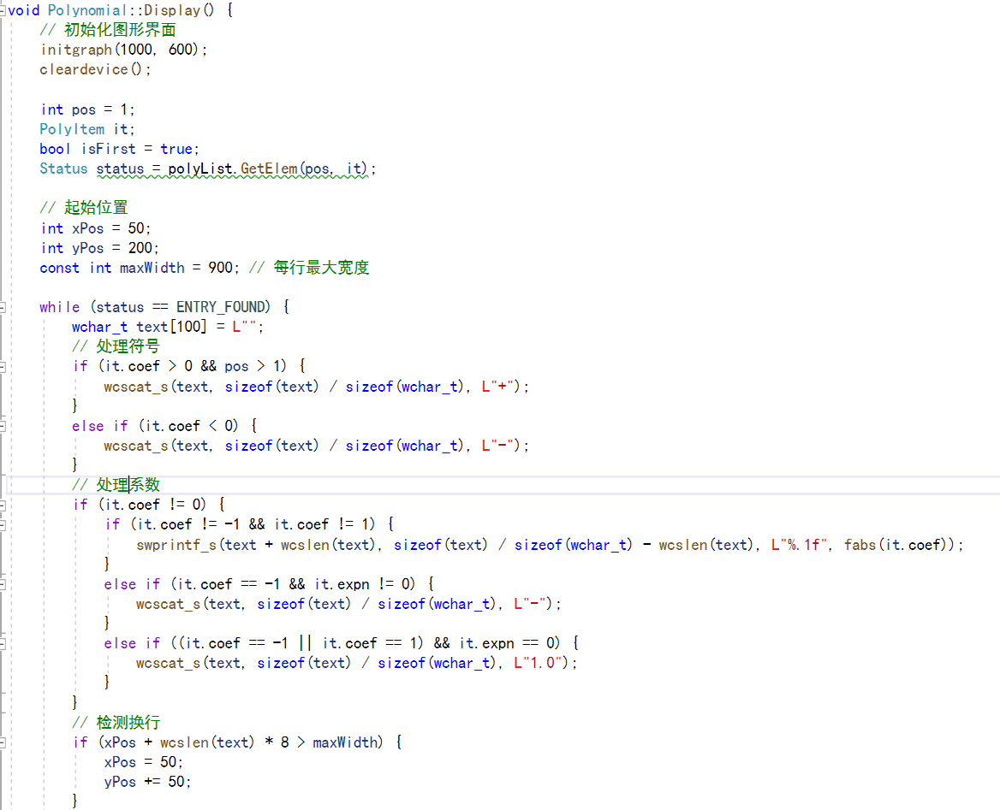 void Polynomial::Display() {
    // 初始化图形界面
    initgraph(1000, 600);
    cleardevice();

    int pos = 1;
    PolyItem it;
    bool isFirst = true;
    Status status = polyList.GetElem(pos, it);

    // 起始位置
    int xPos = 50;
    int yPos = 200;
    const int maxWidth = 900; // 每行最大宽度

    while (status == ENTRY_FOUND) {
        wchar_t text[100] = L"";
        // 处理符号
        if (it.coef > 0 && pos > 1) {
            wcscat_s(text, sizeof(text) / sizeof(wchar_t), L"+");
        }
        else if (it.coef < 0) {
            wcscat_s(text, sizeof(text) / sizeof(wchar_t), L"-");
        }
        // 处理系数
        if (it.coef != 0) {
            if (it.coef != -1 && it.coef != 1) {
                swprintf_s(text + wcslen(text), sizeof(text) / sizeof(wchar_t) - wcslen(text), L"%.1f", fabs(it.coef));
            }
            else if (it.coef == -1 && it.expn != 0) {
                wcscat_s(text, sizeof(text) / sizeof(wchar_t), L"-");
            }
            else if ((it.coef == -1 || it.coef == 1) && it.expn == 0) {
                wcscat_s(text, sizeof(text) / sizeof(wchar_t), L"1.0");
            }
        }
        // 检测换行
        if (xPos + wcslen(text) * 8 > maxWidth) {
            xPos = 50;
            yPos += 50;
        }